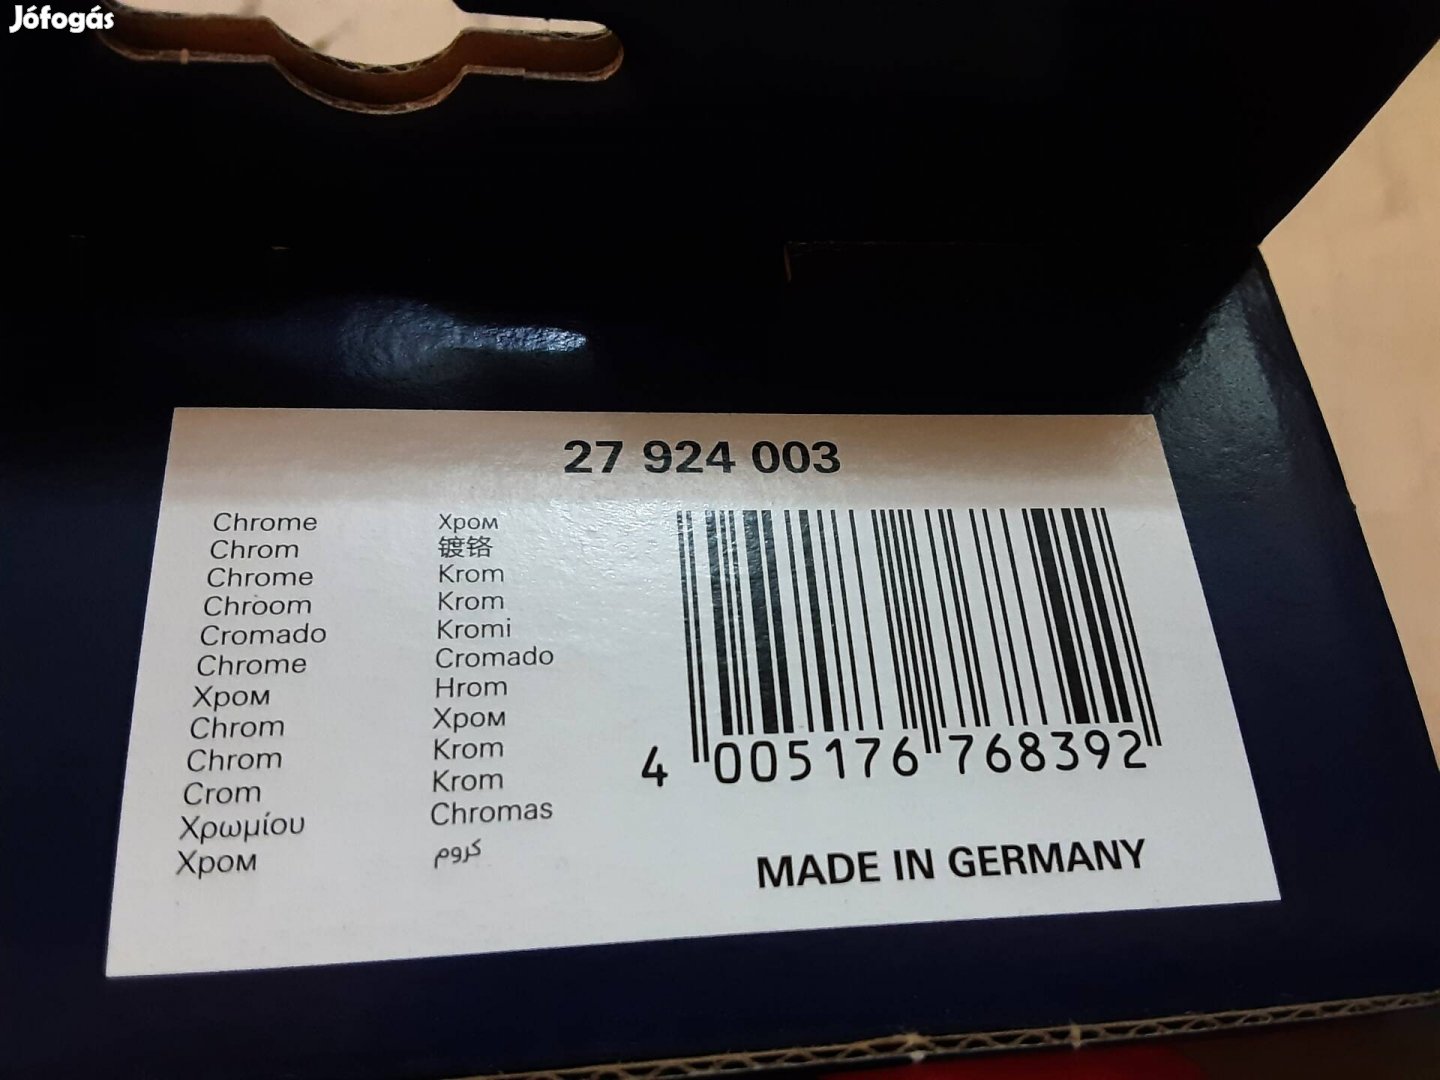 Jófogás
27 924 003
Chrome
Chrom
Chrome
Chroom
Cromado
Chrome
Хром
Chrom
Chrom
Crom
Χρωμίου
Хром
Хром
镀铬
Krom
Krom
Kromi
Cromado
Hrom
Хром
Krom
Krom
Chromas
كروم
4 005176 768392
MADE IN GERMANY